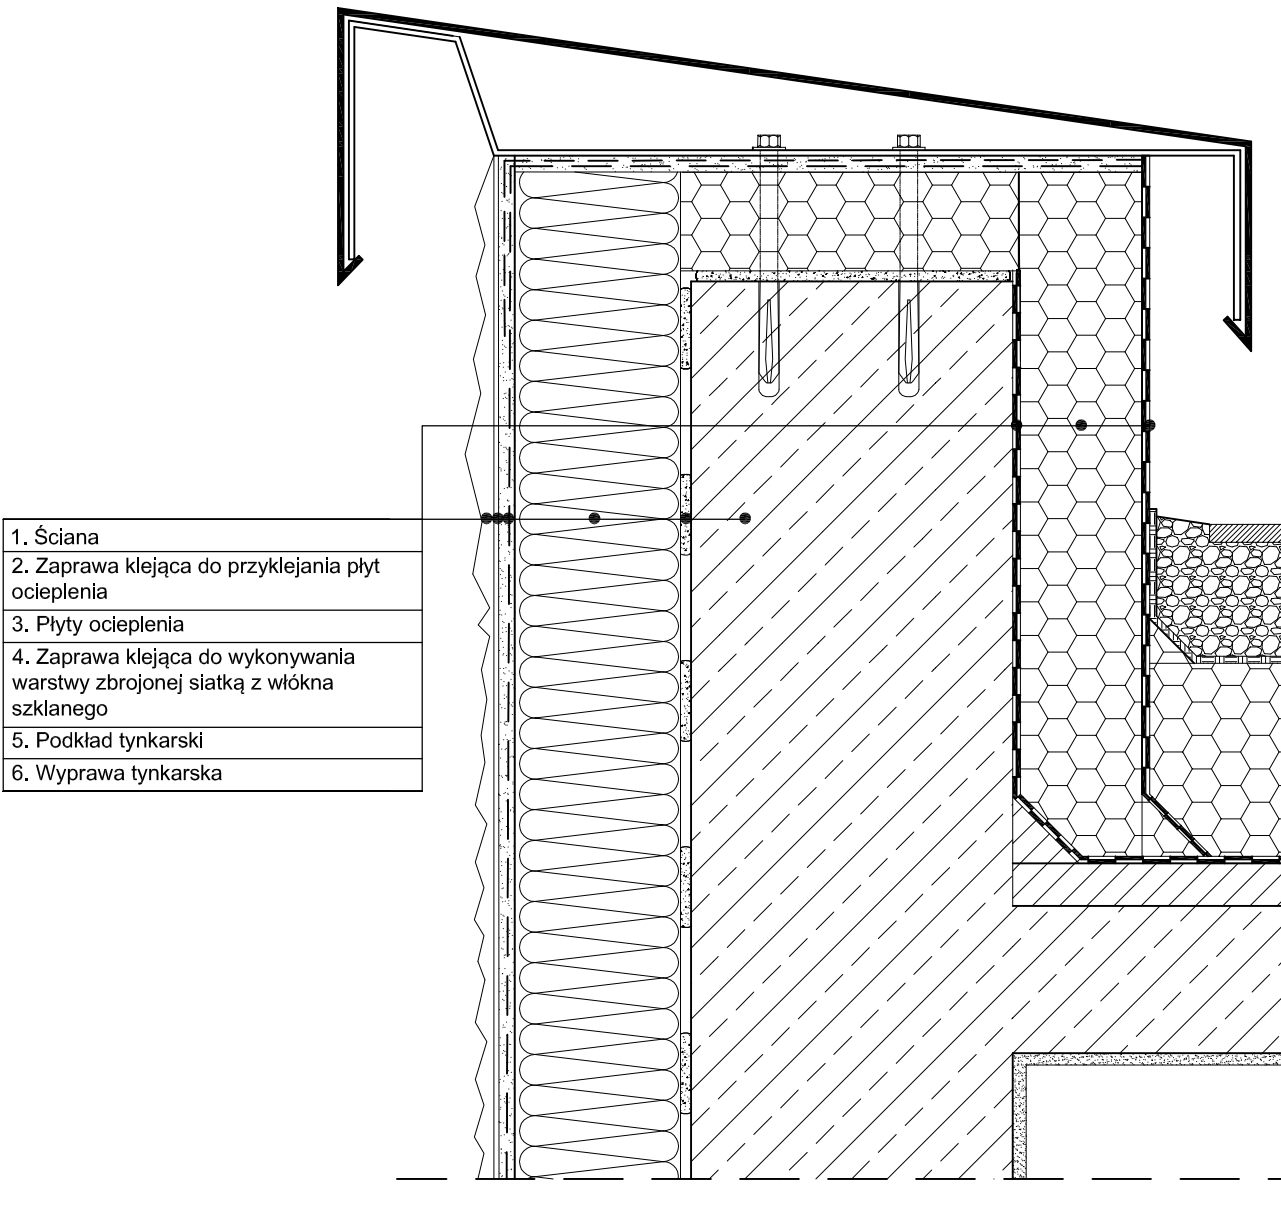 1. Ściana
2. Zaprawa klejąca do przyklejania płyt
ocieplenia
3. Płyty ocieplenia
4. Zaprawa klejąca do wykonywania
warstwy zbrojonej siatką z włókna
szklanego
5. Podkład tynkarski
6. Wyprawa tynkarska